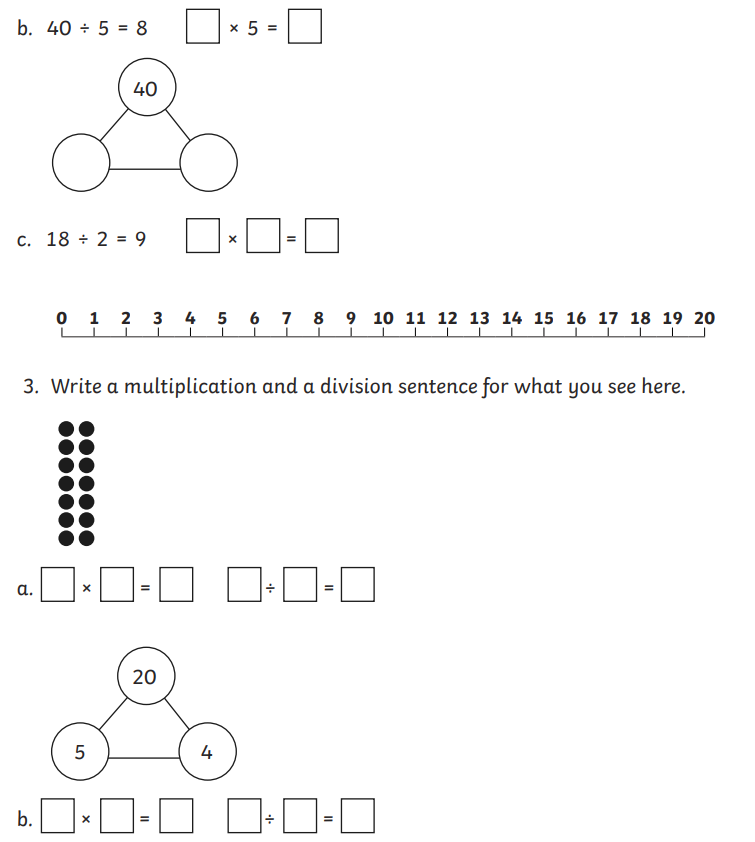 b. 40 ÷ 5 = 8 □ × 5 = □
40
c. 18 ÷ 2 = 9 □ × □ = □
0 1 2 3 4 5 6 7 8 9 10 11 12 13 14 15 16 17 18 19 20
3. Write a multiplication and a division sentence for what you see here.
a. □ × □ = □ □ ÷ □ = □
20
5 4
b. □ × □ = □ □ ÷ □ = □